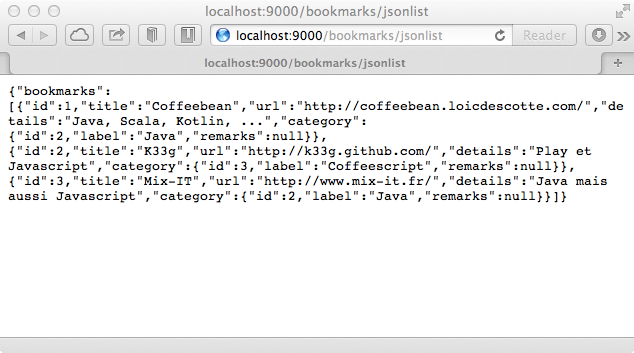 localhost:9000/bookmarks/jsonlist
localhost:9000/bookmarks/jsonlist Reader
localhost:9000/bookmarks/jsonlist
{"bookmarks":
[{"id":1,"title":"Coffeebean","url":"http://coffeebean.loicdescotte.com/","de
tails":"Java, Scala, Kotlin, ...","category":
{"id":2,"label":"Java","remarks":null}},
{"id":2,"title":"K33g","url":"http://k33g.github.com/","details":"Play et
Javascript","category":{"id":3,"label":"Coffeescript","remarks":null}},
{"id":3,"title":"Mix-IT","url":"http://www.mix-it.fr/","details":"Java mais
aussi Javascript","category":{"id":2,"label":"Java","remarks":null}}]}